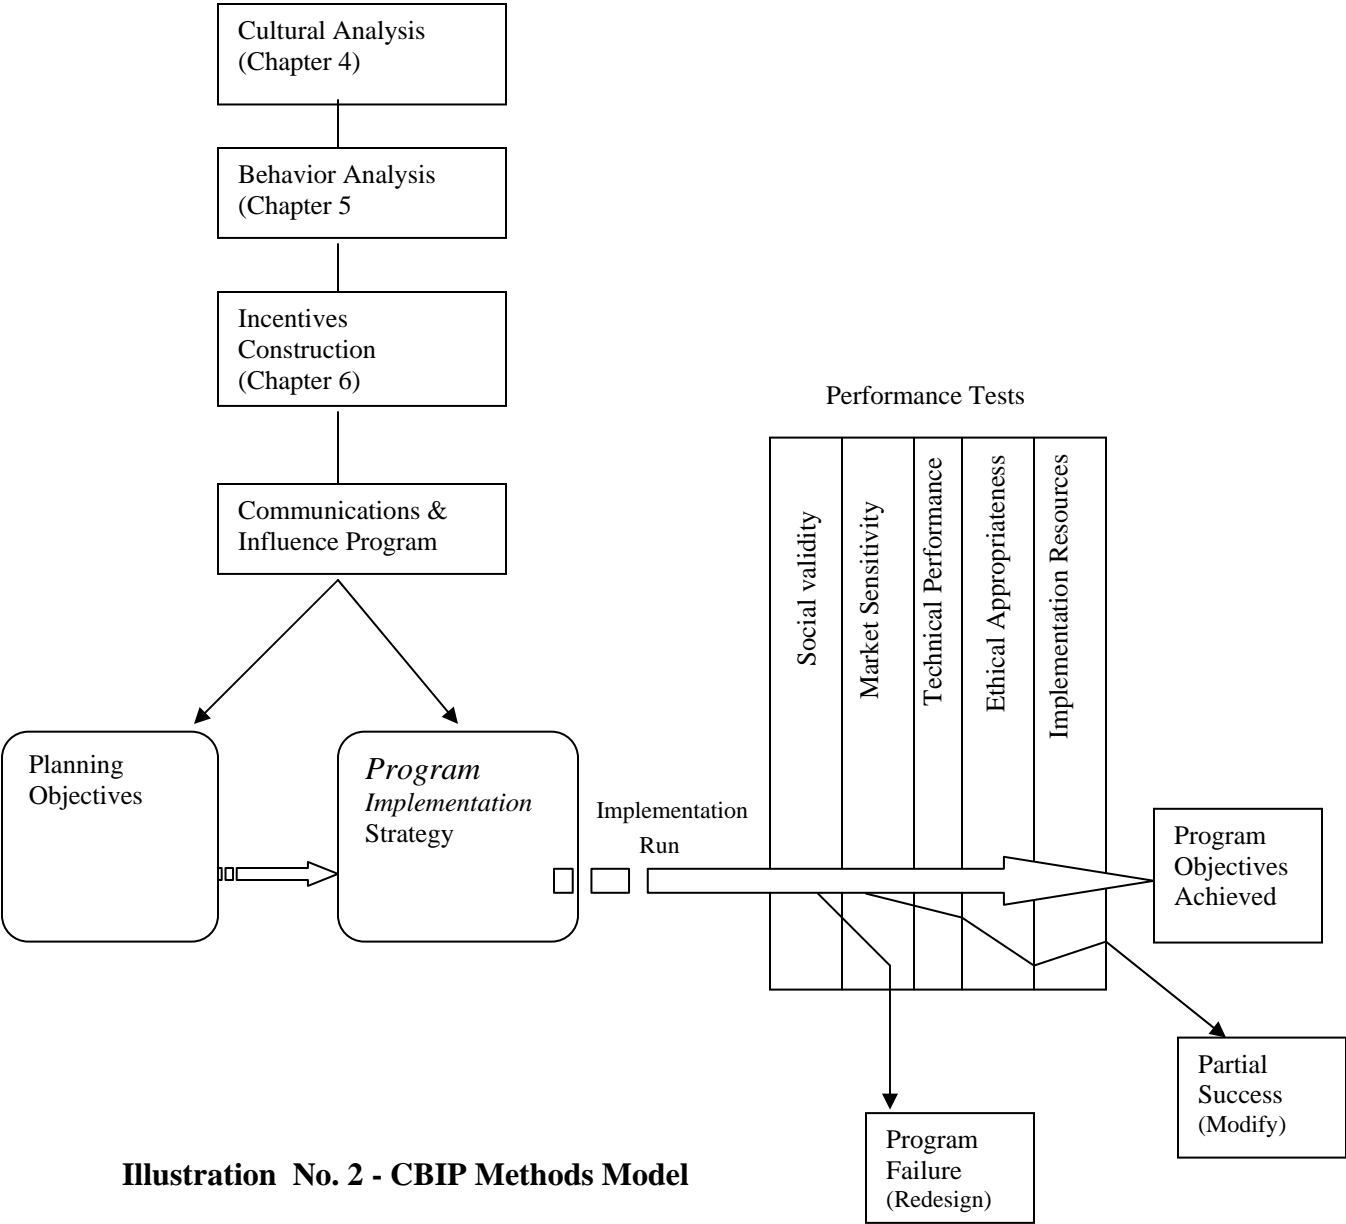 Cultural Analysis
(Chapter 4)
Behavior Analysis
(Chapter 5
Incentives
Construction
(Chapter 6)
Communications &
Influence Program
Planning
Objectives
Program
Implementation
Strategy
Implementation
Run
Performance Tests
Social validity
Market Sensitivity
Technical Performance
Ethical Appropriateness
Implementation Resources
Program
Objectives
Achieved
Partial
Success
(Modify)
Program
Failure
(Redesign)
Illustration No. 2 - CBIP Methods Model